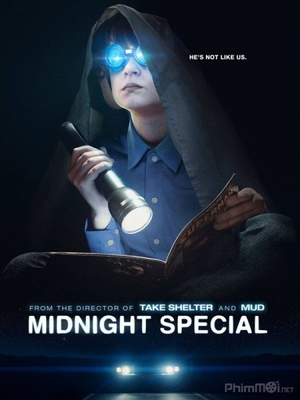 HE'S NOT LIKE US.
FROM THE DIRECTOR OF TAKE SHELTER AND MUD
MIDNIGHT SPECIAL
PhimMoi.net